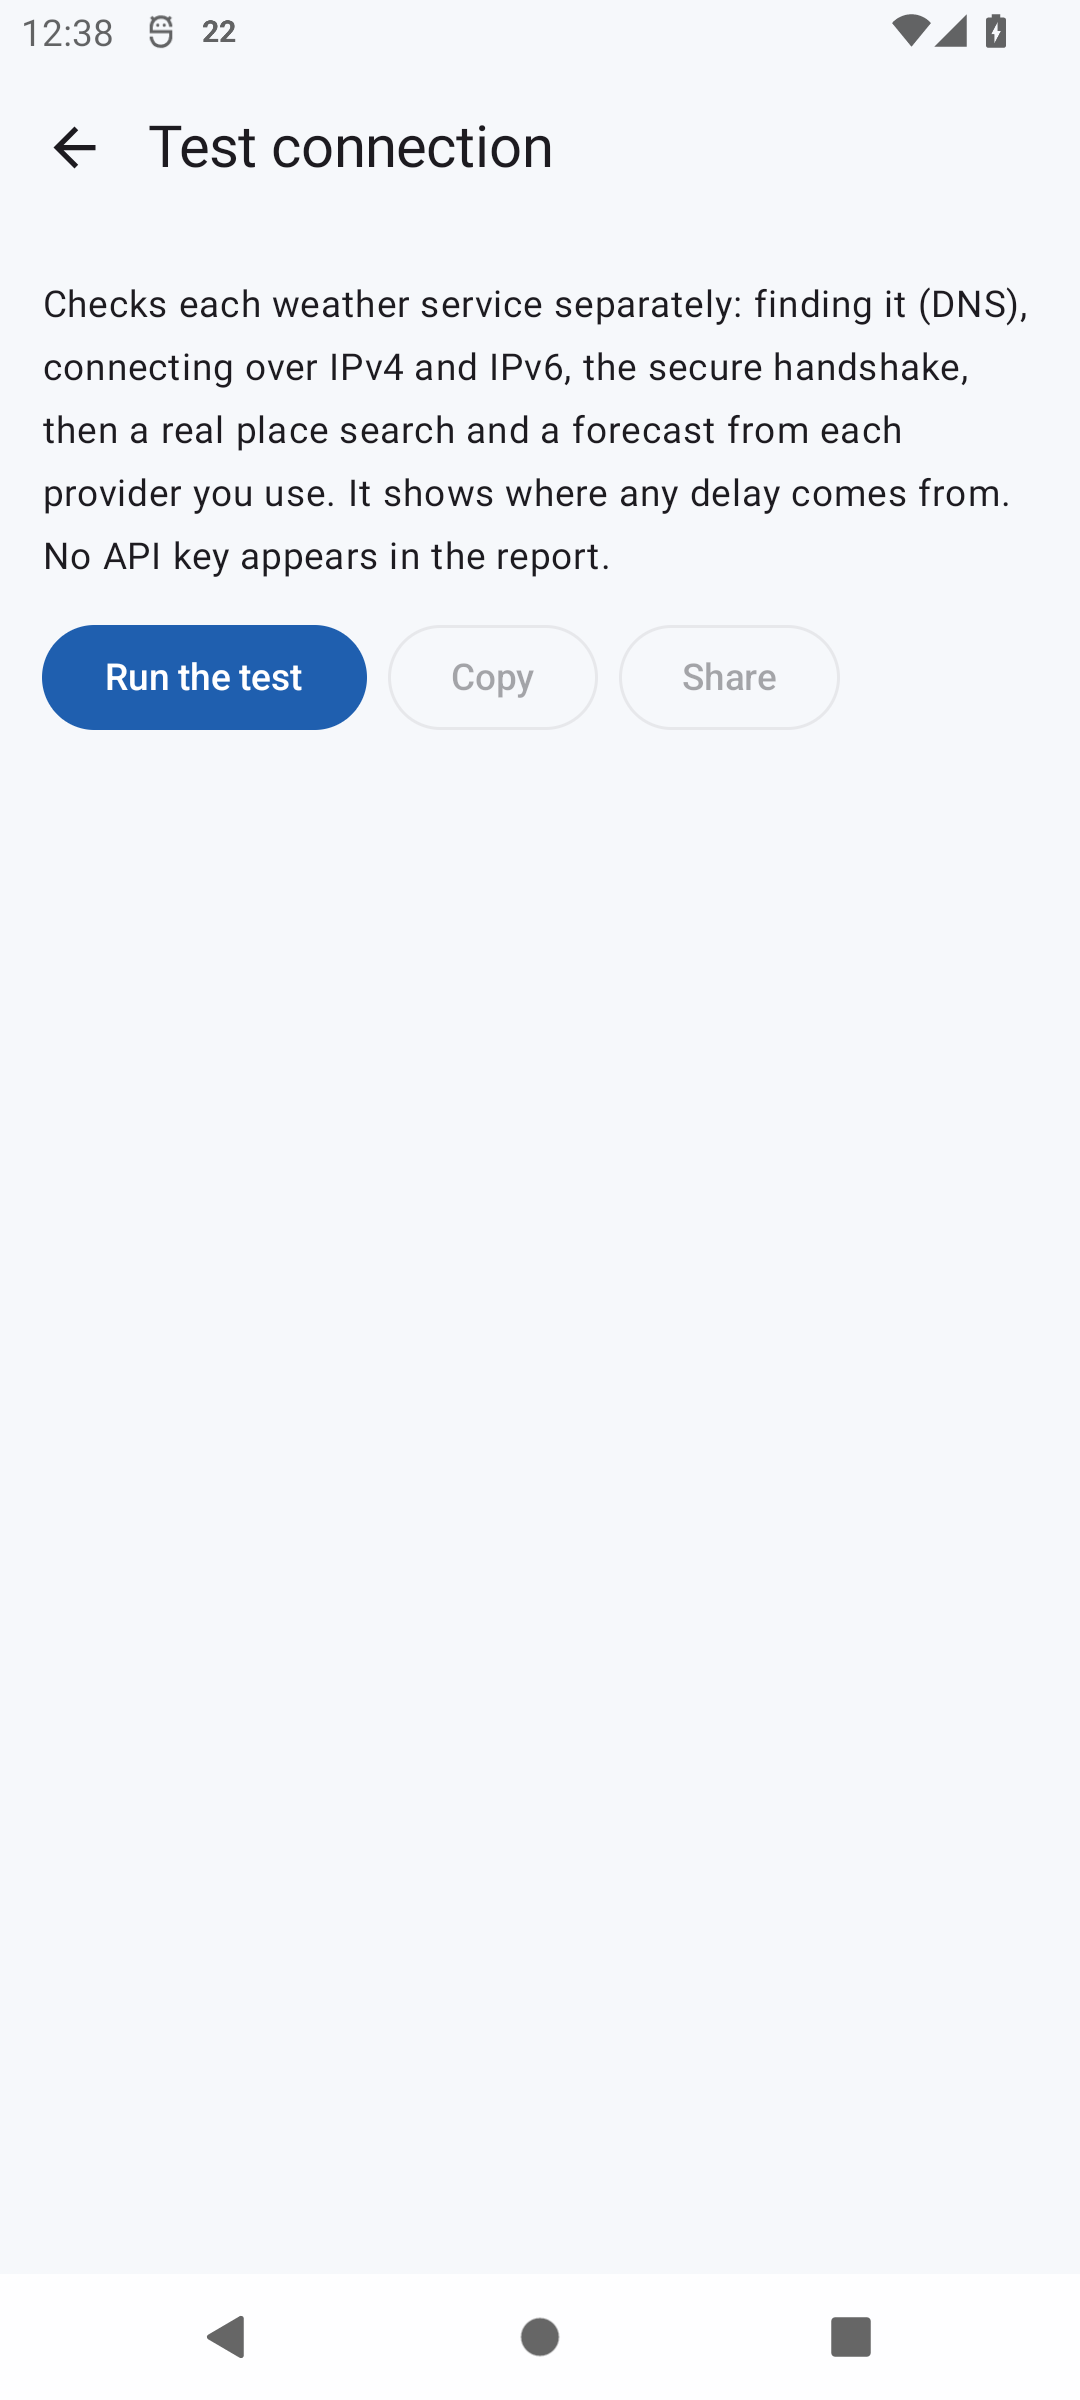 12:38 22
Test connection
Checks each weather service separately: finding it (DNS),
connecting over IPv4 and IPv6, the secure handshake,
then a real place search and a forecast from each
provider you use. It shows where any delay comes from.
No API key appears in the report.
Run the test Copy Share